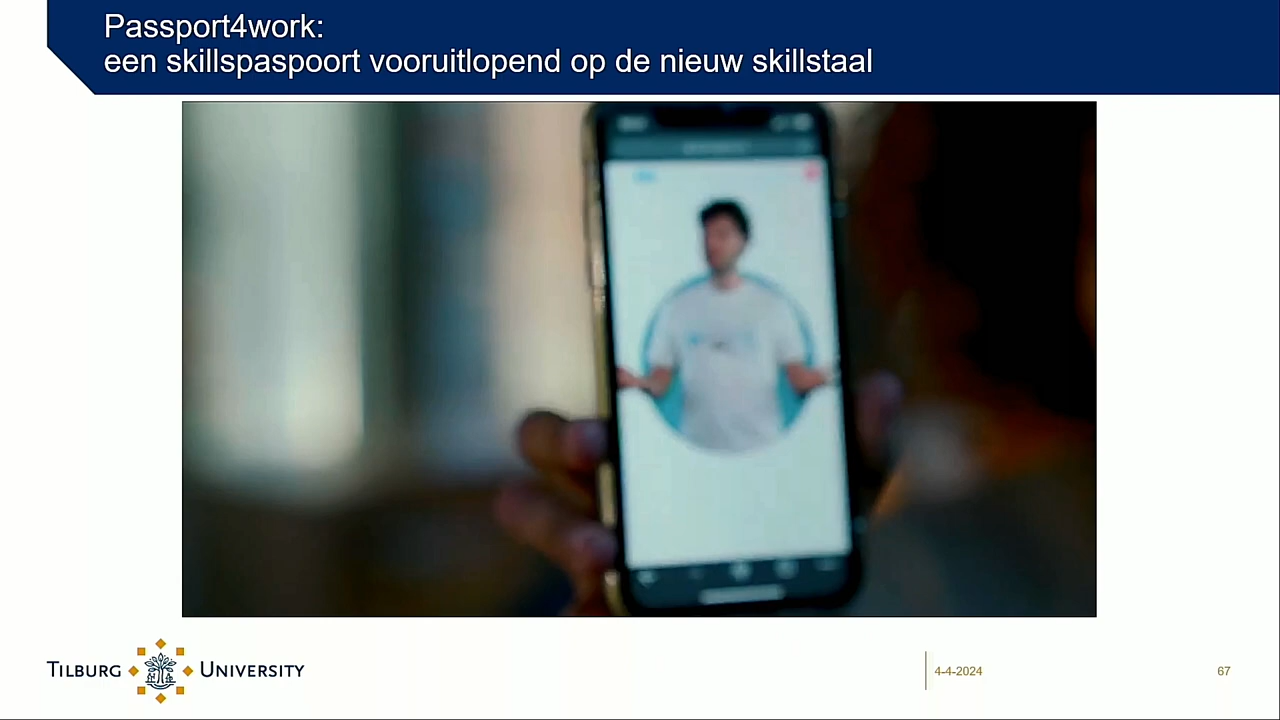 Passport4work:
een skillspaspoort vooruitlopend op de nieuw skillstaal
TILBURG UNIVERSITY
4-4-2024
67